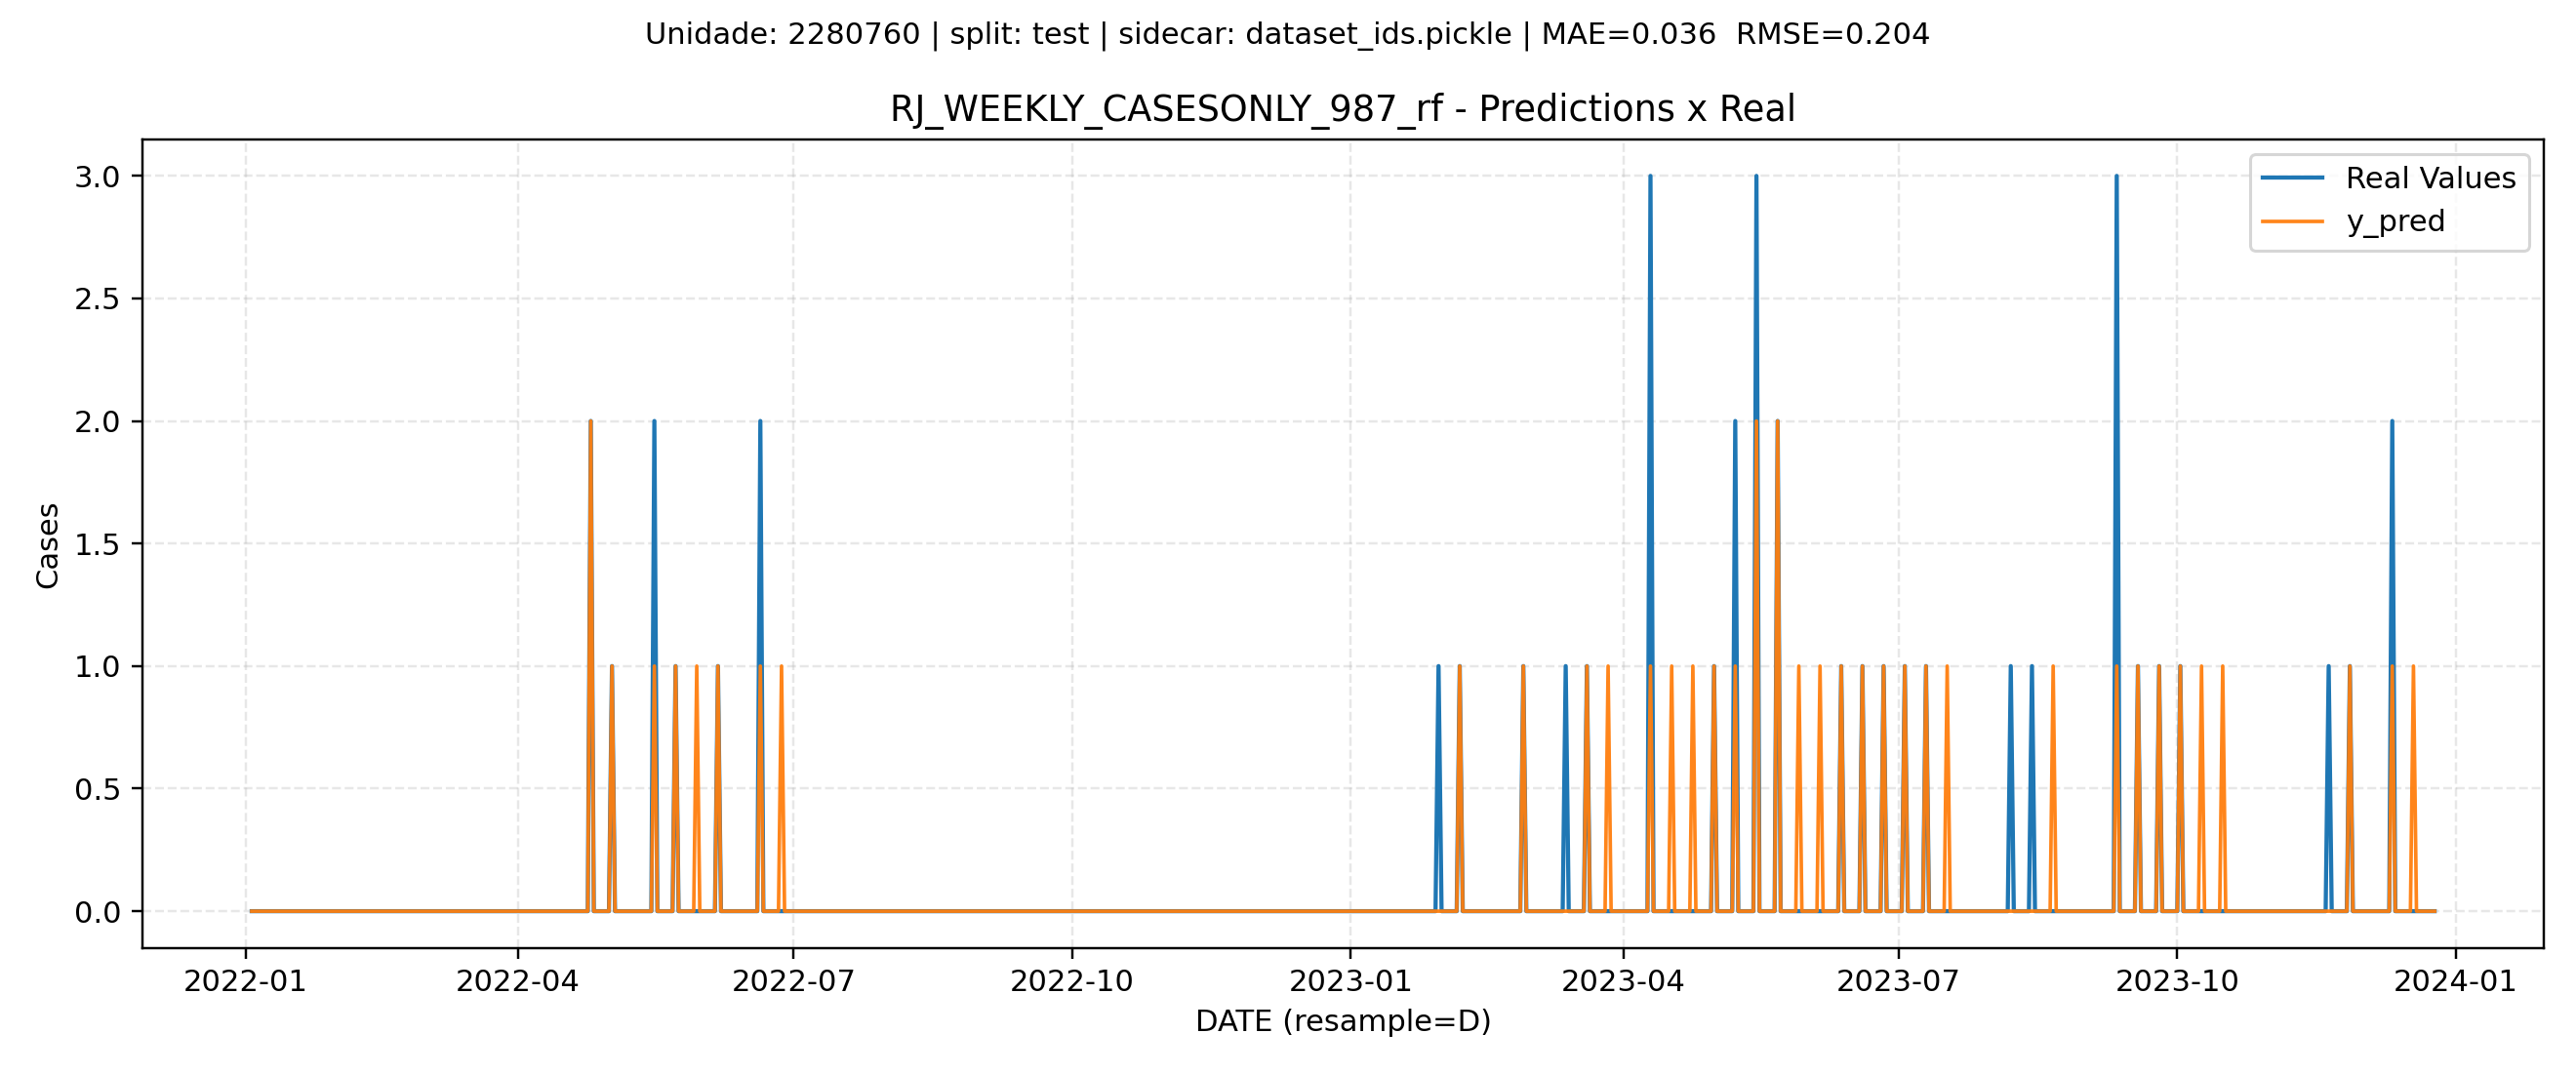 Unidade: 2280760 | split: test | sidecar: dataset_ids.pickle | MAE=0.036  RMSE=0.204
RJ_WEEKLY_CASESONLY_987_rf - Predictions x Real
Real Values
y_pred
Cases
3.0
2.5
2.0
1.5
1.0
0.5
0.0
2022-01 2022-04 2022-07 2022-10 2023-01 2023-04 2023-07 2023-10 2024-01
DATE (resample=D)